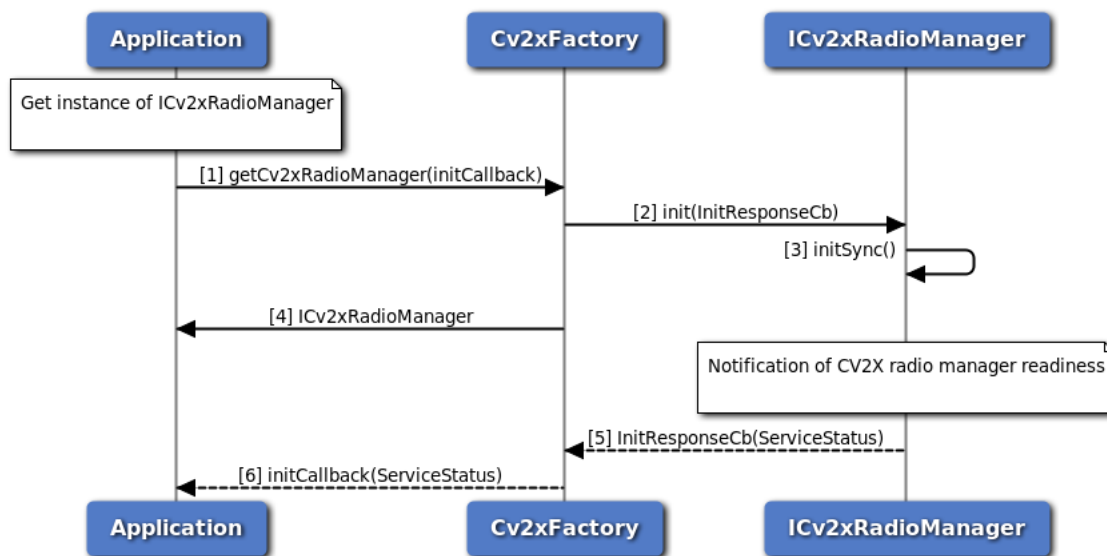 Application
Cv2xFactory
ICv2xRadioManager
Get instance of ICv2xRadioManager
[1] getCv2xRadioManager(initCallback)
[2] init(InitResponseCb)
[3] initSync()
[4] ICv2xRadioManager
Notification of CV2X radio manager readiness
[5] InitResponseCb(ServiceStatus)
[6] initCallback(ServiceStatus)
Application
Cv2xFactory
ICv2xRadioManager